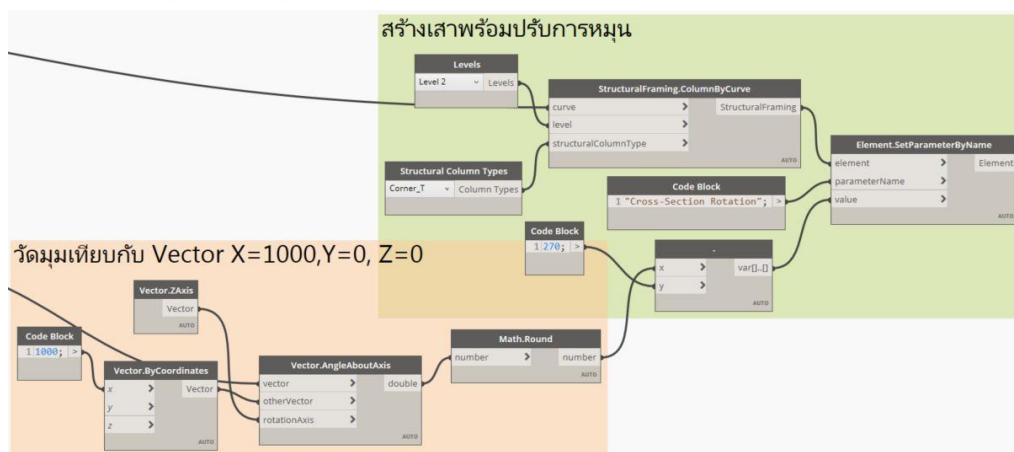 สร้างเสาพร้อมปรับการหมุน
Levels
Level 2 Levels
StructuralFraming.ColumnByCurve
curve > StructuralFraming
level >
structuralColumnType >
AUTO
Structural Column Types
Corner_T Column Types
Element.SetParameterByName
element > Element
parameterName >
value >
AUTO
Code Block
1 "Cross-Section Rotation"; >
Code Block
1 270; >
-
x > var[]..[]
y >
AUTO
วัดมุมเทียบกับ Vector X=1000,Y=0, Z=0
Vector.ZAxis
Vector
AUTO
Code Block
1 1000; >
Vector.ByCoordinates
x > Vector
y >
z >
AUTO
Vector.AngleAboutAxis
vector > double
otherVector >
rotationAxis >
AUTO
Math.Round
number > number
AUTO